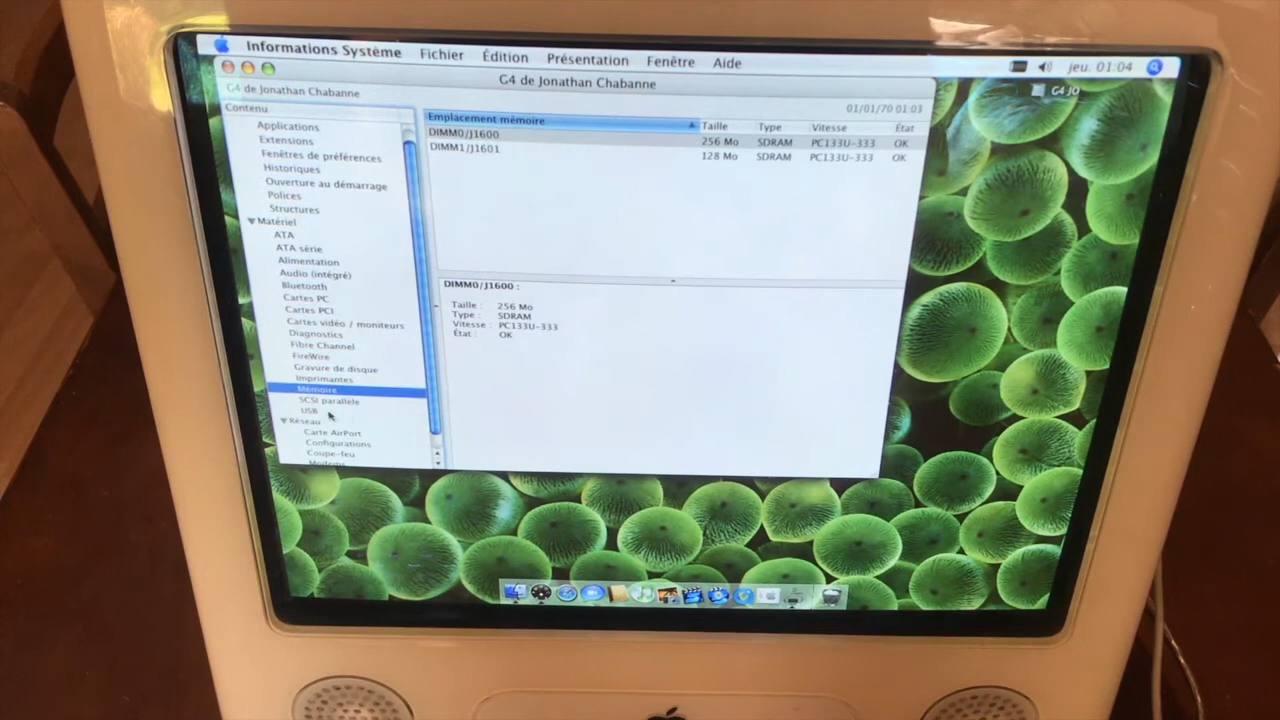 Informations Système Fichier Édition Présentation Fenêtre Aide jeu. 01:04
G4 de Jonathan Chabanne
G4 de Jonathan Chabanne 01/01/70 01:03
G4 JO
Contenu
Applications
Extensions
Fenêtres de préférences
Historiques
Ouverture au démarrage
Polices
Structures
Matériel
ATA
ATA série
Alimentation
Audio (intégré)
Bluetooth
Cartes PC
Cartes PCI
Cartes vidéo / moniteurs
Diagnostics
Fibre Channel
FireWire
Gravure de disque
Imprimantes
Mémoire
SCSI parallèle
USB
Réseau
Carte AirPort
Configurations
Coupe-feu
Modems
Emplacement mémoire Taille Type Vitesse État
DIMM0/J1600 256 Mo SDRAM PC133U-333 OK
DIMM1/J1601 128 Mo SDRAM PC133U-333 OK
DIMM0/J1600 :
Taille : 256 Mo
Type : SDRAM
Vitesse : PC133U-333
État : OK